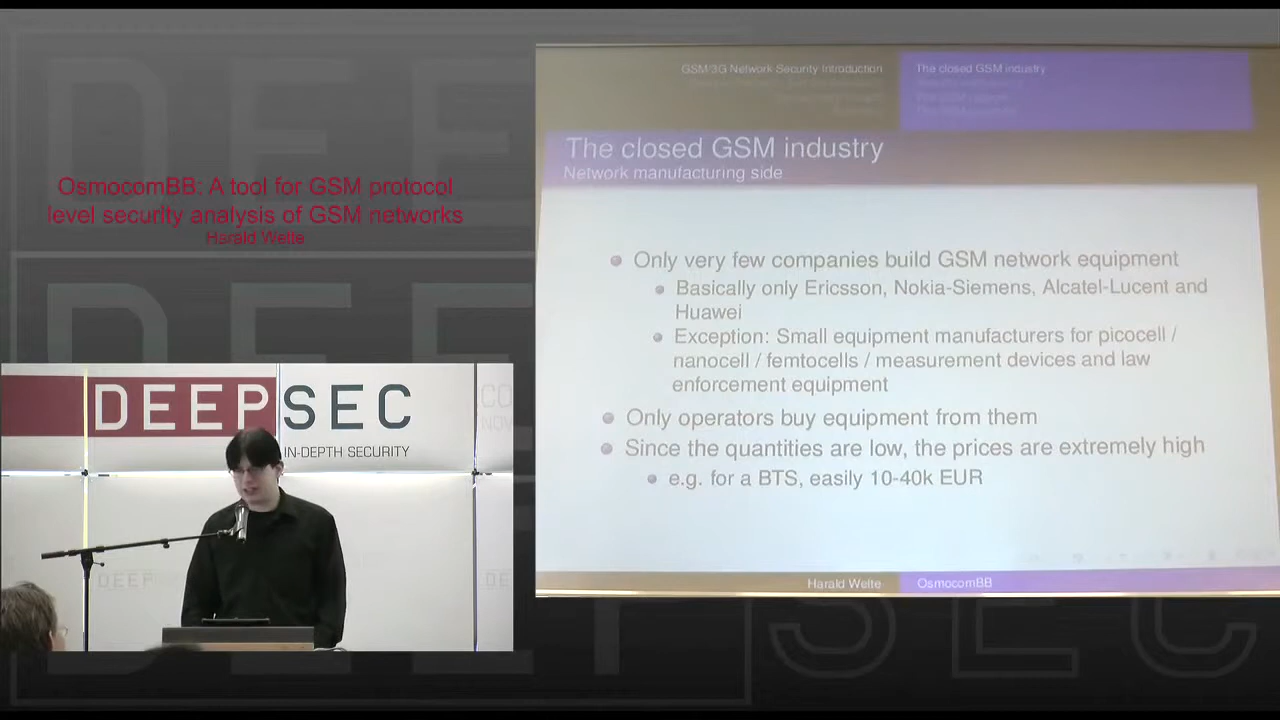 OsmocomBB: A tool for GSM protocol
level security analysis of GSM networks
Harald Welte
DEEPSEC
IN-DEPTH SECURITY
DEEP
GSM/3G Network Security Introduction
The closed GSM industry
The closed GSM industry
Network manufacturing side
Only very few companies build GSM network equipment
Basically only Ericsson, Nokia-Siemens, Alcatel-Lucent and
Huawei
Exception: Small equipment manufacturers for picocell /
nanocell / femtocells / measurement devices and law
enforcement equipment
Only operators buy equipment from them
Since the quantities are low, the prices are extremely high
e.g. for a BTS, easily 10-40k EUR
Harald Welte
OsmocomBB
DEEP
SEC